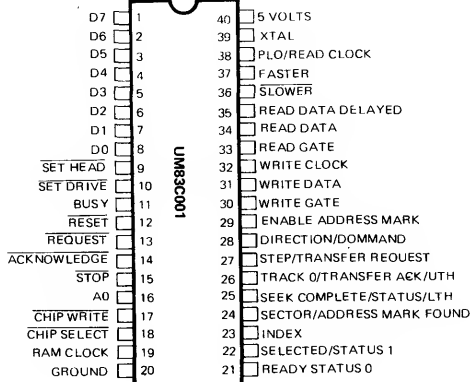 D7 1 40 5 VOLTS
D6 2 39 XTAL
D5 3 38 PLO/READ CLOCK
D4 4 37 FASTER
D3 5 36 SLOWER
D2 6 35 READ DATA DELAYED
D1 7 34 READ DATA
D0 8 33 READ GATE
SET HEAD 9 32 WRITE CLOCK
SET DRIVE 10 31 WRITE DATA
BUSY 11 30 WRITE GATE
RESET 12 29 ENABLE ADDRESS MARK
REQUEST 13 28 DIRECTION/DOMMAND
ACKNOWLEDGE 14 27 STEP/TRANSFER REQUEST
STOP 15 26 TRACK 0/TRANSFER ACK/UTH
A0 16 25 SEEK COMPLETE/STATUS/LTH
CHIP WRITE 17 24 SECTOR/ADDRESS MARK FOUND
CHIP SELECT 18 23 INDEX
RAM CLOCK 19 22 SELECTED/STATUS 1
GROUND 20 21 READY STATUS 0
UM83C001